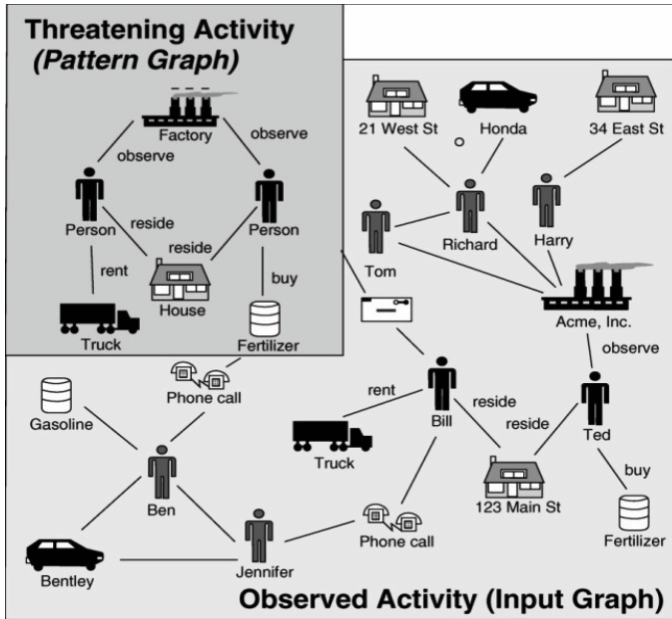 Threatening Activity
(Pattern Graph)
Factory
observe
observe
Person
Person
reside
reside
rent
buy
House
Truck
Fertilizer
21 West St
Honda
34 East St
Tom
Richard
Harry
Acme, Inc.
observe
Phone call
Gasoline
rent
Bill
reside
reside
Ted
Truck
buy
Ben
123 Main St
Phone call
Fertilizer
Bentley
Jennifer
Observed Activity (Input Graph)